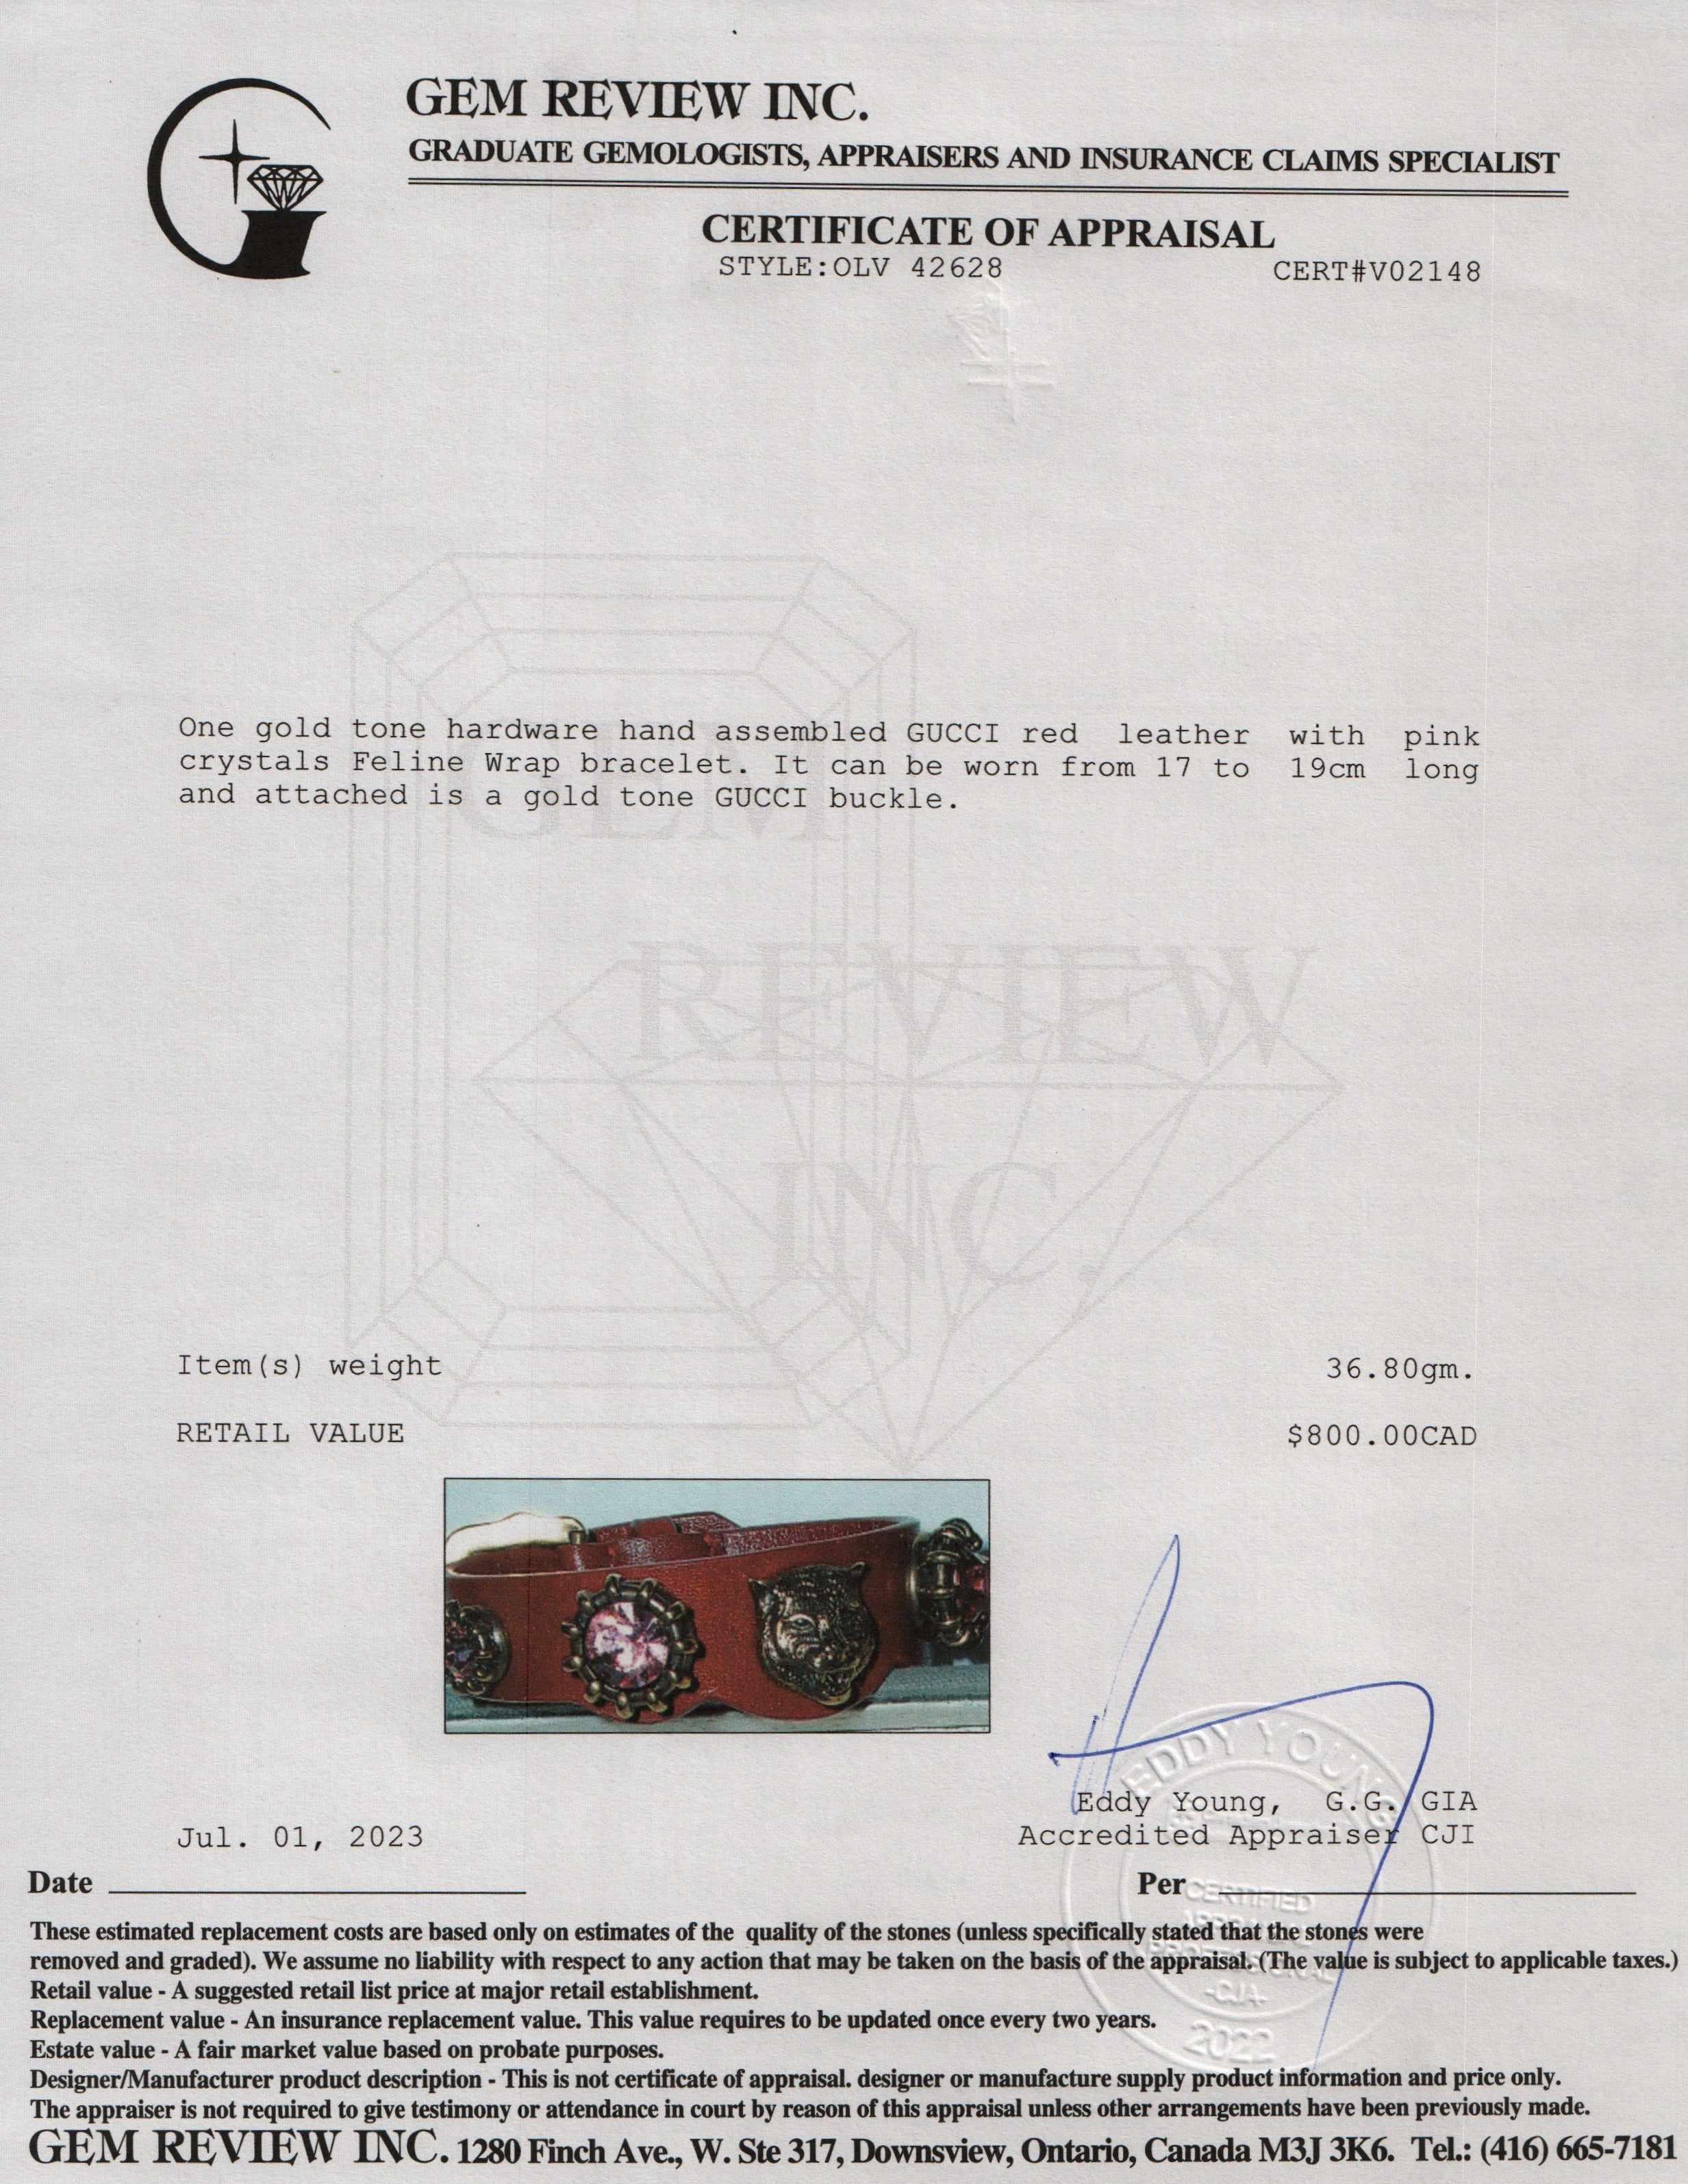 GEM REVIEW INC.
GRADUATE GEMOLOGISTS, APPRAISERS AND INSURANCE CLAIMS SPECIALIST
CERTIFICATE OF APPRAISAL
STYLE:OLV 42628 CERT#V02148
One gold tone hardware hand assembled GUCCI red leather with pink
crystals Feline Wrap bracelet. It can be worn from 17 to 19cm long
and attached is a gold tone GUCCI buckle.
GEM
REVIEW
INC.
Item(s) weight 36.80gm.
RETAIL VALUE $800.00CAD
EDDY YOUNG
Eddy Young, G.G. GIA
Jul. 01, 2023 Accredited Appraiser CJI
Date Per
CERTIFIED
APPRAISAL
PROFESSIONAL
-CJA-
2022
These estimated replacement costs are based only on estimates of the quality of the stones (unless specifically stated that the stones were
removed and graded). We assume no liability with respect to any action that may be taken on the basis of the appraisal. (The value is subject to applicable taxes.)
Retail value - A suggested retail list price at major retail establishment.
Replacement value - An insurance replacement value. This value requires to be updated once every two years.
Estate value - A fair market value based on probate purposes.
Designer/Manufacturer product description - This is not certificate of appraisal. designer or manufacture supply product information and price only.
The appraiser is not required to give testimony or attendance in court by reason of this appraisal unless other arrangements have been previously made.
GEM REVIEW INC. 1280 Finch Ave., W. Ste 317, Downsview, Ontario, Canada M3J 3K6. Tel.: (416) 665-7181